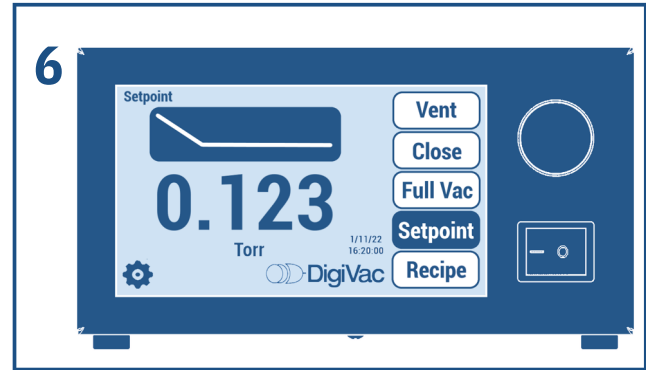 6
Setpoint
Vent
Close
Full Vac
Setpoint
Recipe
0.123
Torr
1/11/22
16:20:00
DigiVac